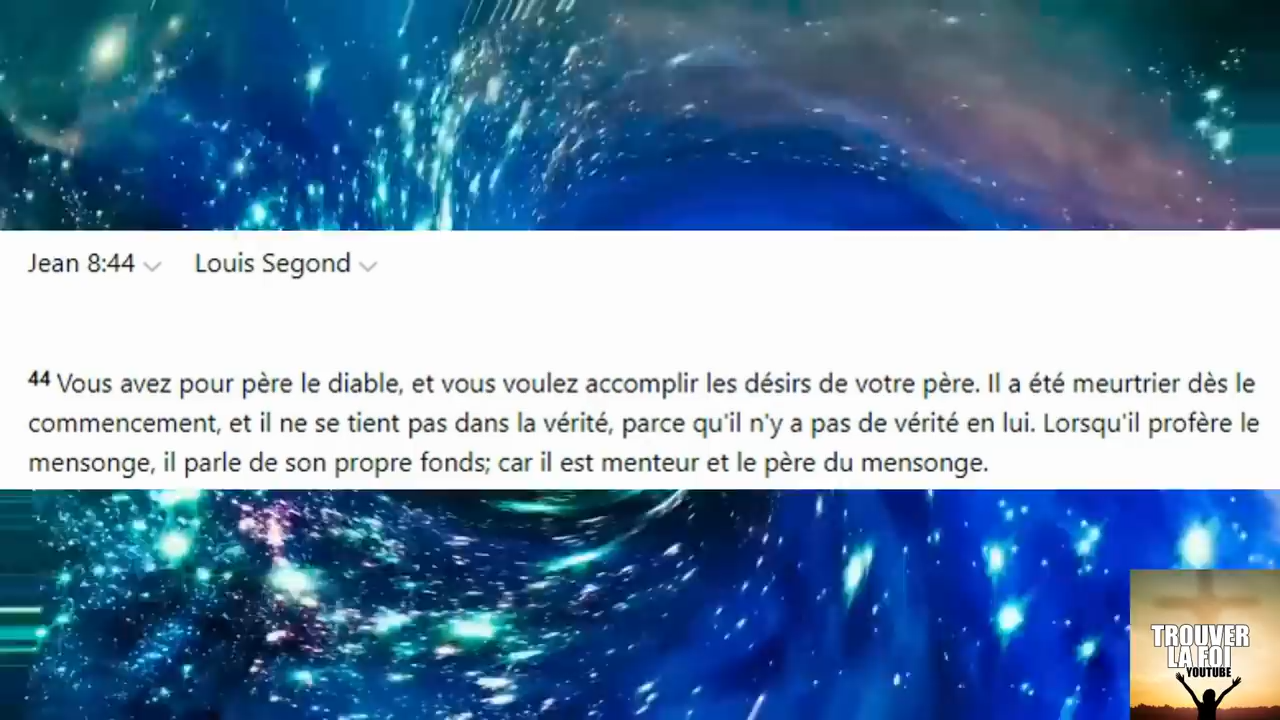 Jean 8:44 Louis Segond
44 Vous avez pour père le diable, et vous voulez accomplir les désirs de votre père. Il a été meurtrier dès le
commencement, et il ne se tient pas dans la vérité, parce qu'il n'y a pas de vérité en lui. Lorsqu'il profère le
mensonge, il parle de son propre fonds; car il est menteur et le père du mensonge.
TROUVER
LA FOI
YOUTUBE